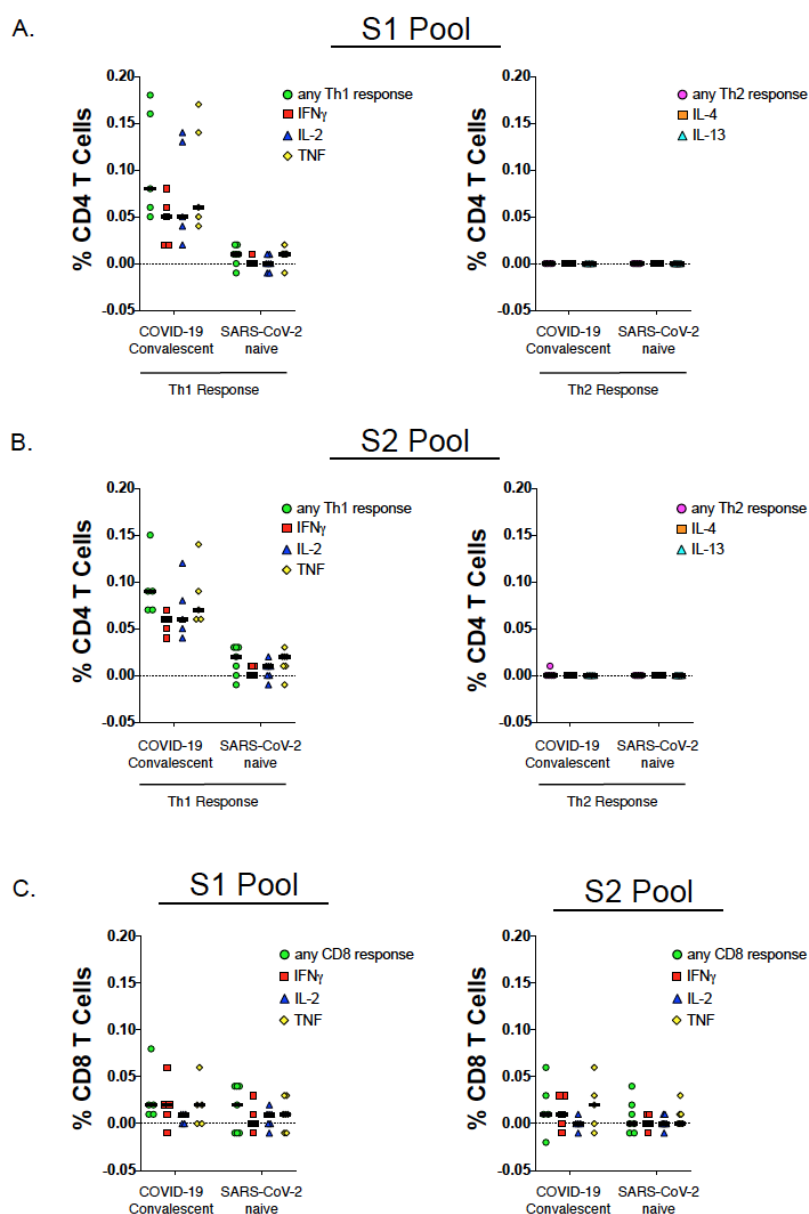 A.
S1 Pool
% CD4 T Cells
0.20
0.15
0.10
0.05
0.00
-0.05
any Th1 response
IFNγ
IL-2
TNF
COVID-19
Convalescent
SARS-CoV-2
naive
Th1 Response
% CD4 T Cells
0.20
0.15
0.10
0.05
0.00
-0.05
any Th2 response
IL-4
IL-13
COVID-19
Convalescent
SARS-CoV-2
naive
Th2 Response
B.
S2 Pool
% CD4 T Cells
0.20
0.15
0.10
0.05
0.00
-0.05
any Th1 response
IFNγ
IL-2
TNF
COVID-19
Convalescent
SARS-CoV-2
naive
Th1 Response
% CD4 T Cells
0.20
0.15
0.10
0.05
0.00
-0.05
any Th2 response
IL-4
IL-13
COVID-19
Convalescent
SARS-CoV-2
naive
Th2 Response
C.
S1 Pool
% CD8 T Cells
0.20
0.15
0.10
0.05
0.00
-0.05
any CD8 response
IFNγ
IL-2
TNF
COVID-19
Convalescent
SARS-CoV-2
naive
S2 Pool
% CD8 T Cells
0.20
0.15
0.10
0.05
0.00
-0.05
any CD8 response
IFNγ
IL-2
TNF
COVID-19
Convalescent
SARS-CoV-2
naive